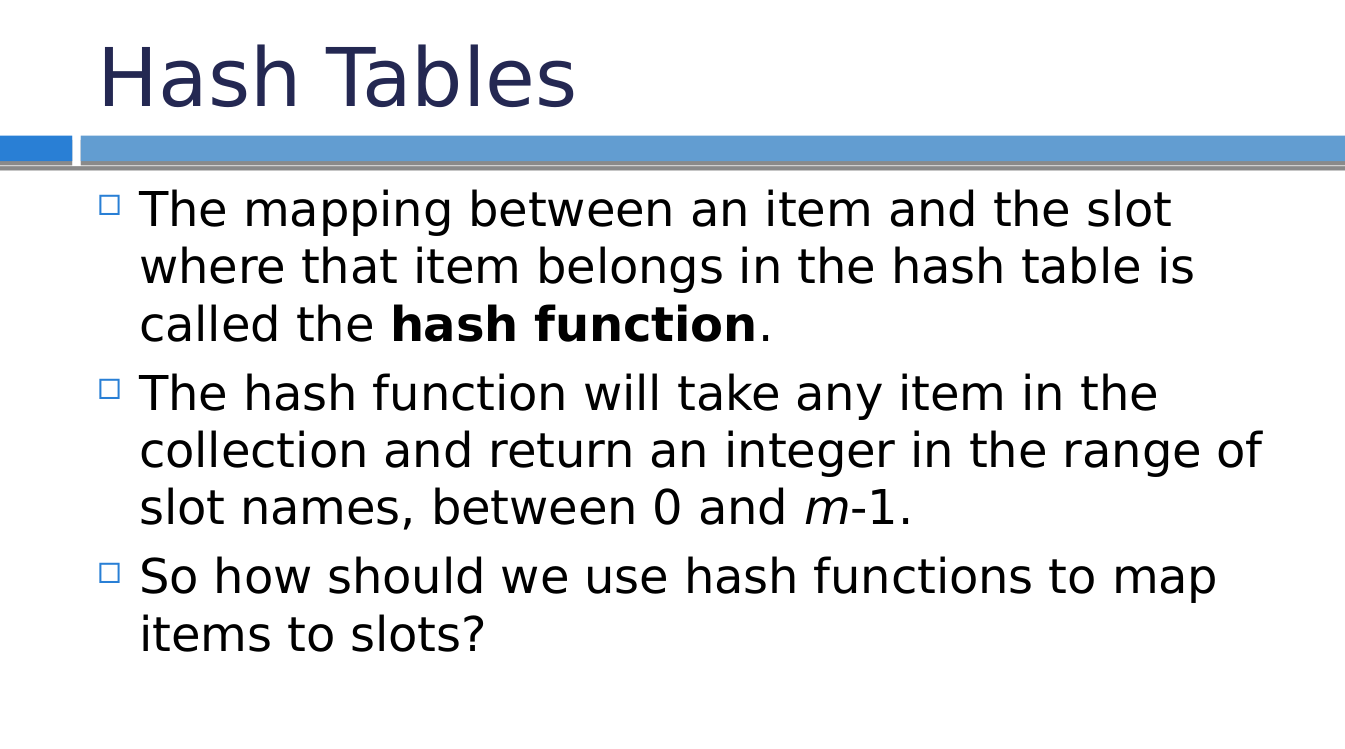 Hash Tables
The mapping between an item and the slot
where that item belongs in the hash table is
called the hash function.
The hash function will take any item in the
collection and return an integer in the range of
slot names, between 0 and m-1.
So how should we use hash functions to map
items to slots?